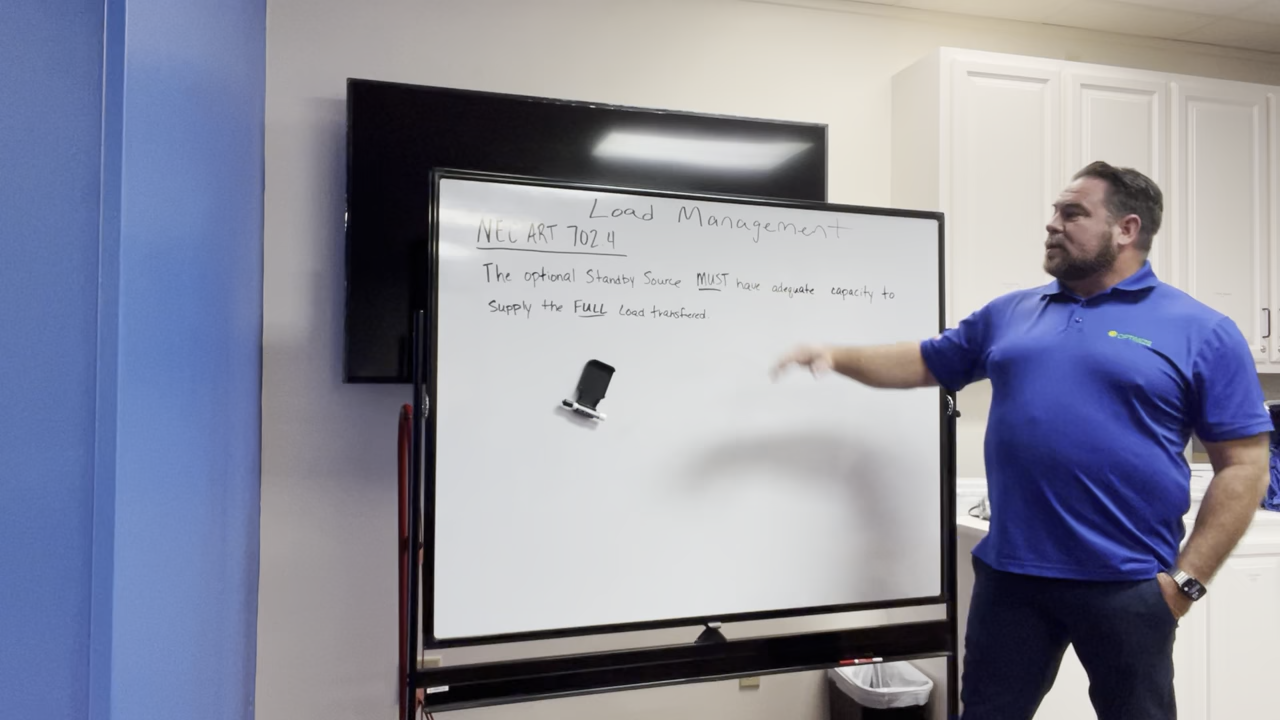 Load Management
NEC ART 702.4
The optional Standby Source MUST have adequate capacity to
Supply the FULL Load transfered